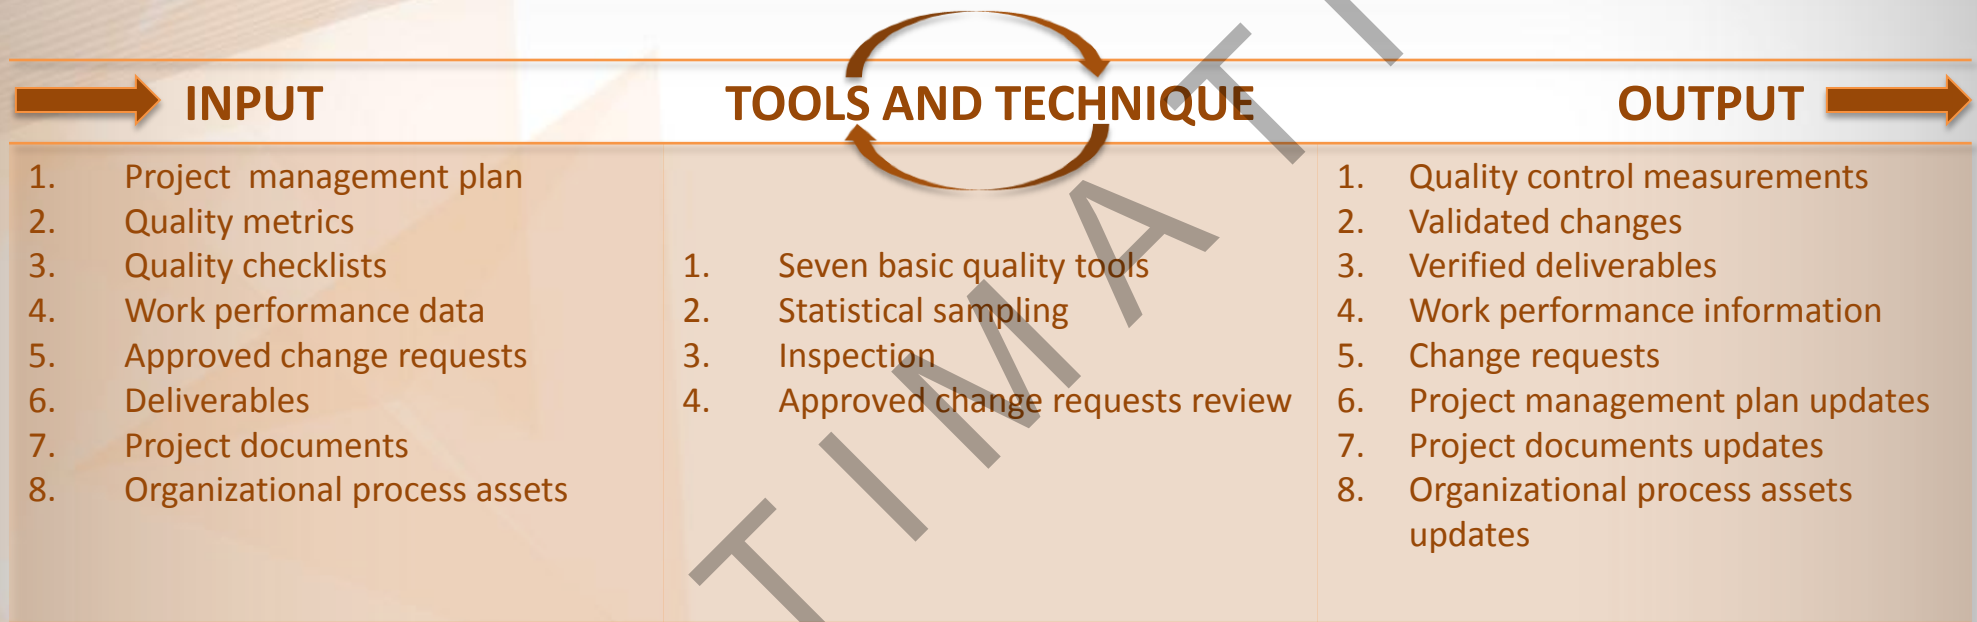 INPUT
TOOLS AND TECHNIQUE
OUTPUT
1. Project management plan
2. Quality metrics
3. Quality checklists
4. Work performance data
5. Approved change requests
6. Deliverables
7. Project documents
8. Organizational process assets
1. Seven basic quality tools
2. Statistical sampling
3. Inspection
4. Approved change requests review
1. Quality control measurements
2. Validated changes
3. Verified deliverables
4. Work performance information
5. Change requests
6. Project management plan updates
7. Project documents updates
8. Organizational process assets
updates
TIMATI